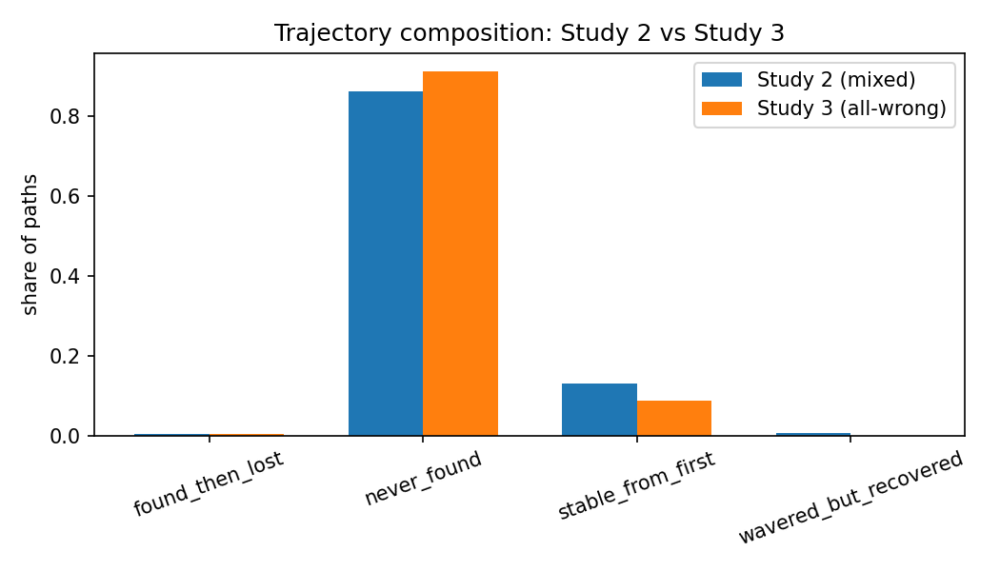 Trajectory composition: Study 2 vs Study 3
Study 2 (mixed)
Study 3 (all-wrong)
share of paths
0.8
0.6
0.4
0.2
0.0
found_then_lost
never_found
stable_from_first
wavered_but_recovered